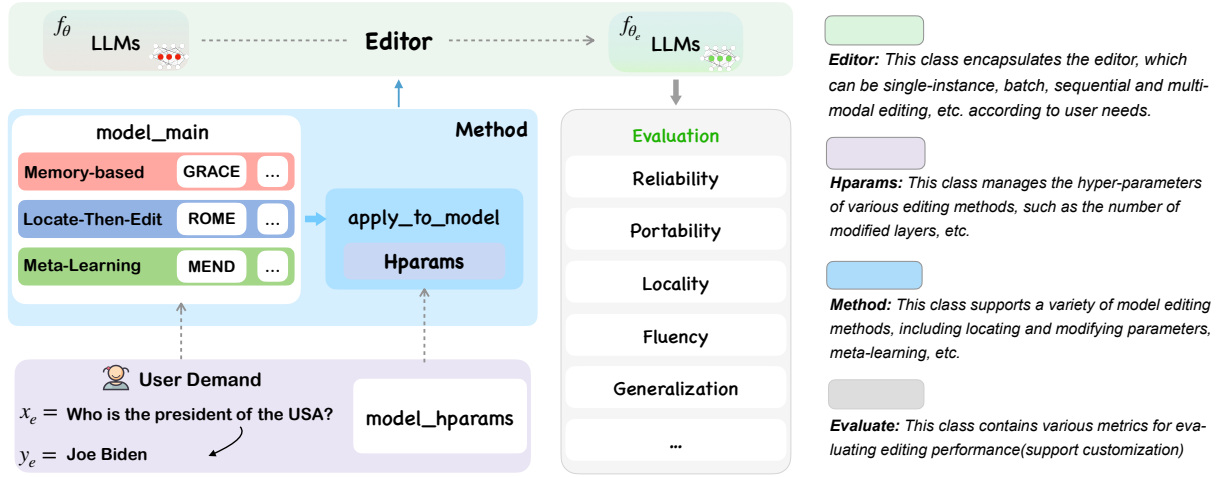 f_θ LLMs
Editor
f_{θ_e} LLMs
Method
model_main
Memory-based GRACE ...
Locate-Then-Edit ROME ...
Meta-Learning MEND ...
apply_to_model
Hparams
User Demand
x_e = Who is the president of the USA?
y_e = Joe Biden
model_hparams
Evaluation
Reliability
Portability
Locality
Fluency
Generalization
...
Editor: This class encapsulates the editor, which
can be single-instance, batch, sequential and multi-
modal editing, etc. according to user needs.
Hparams: This class manages the hyper-parameters
of various editing methods, such as the number of
modified layers, etc.
Method: This class supports a variety of model editing
methods, including locating and modifying parameters,
meta-learning, etc.
Evaluate: This class contains various metrics for eva-
luating editing performance(support customization)